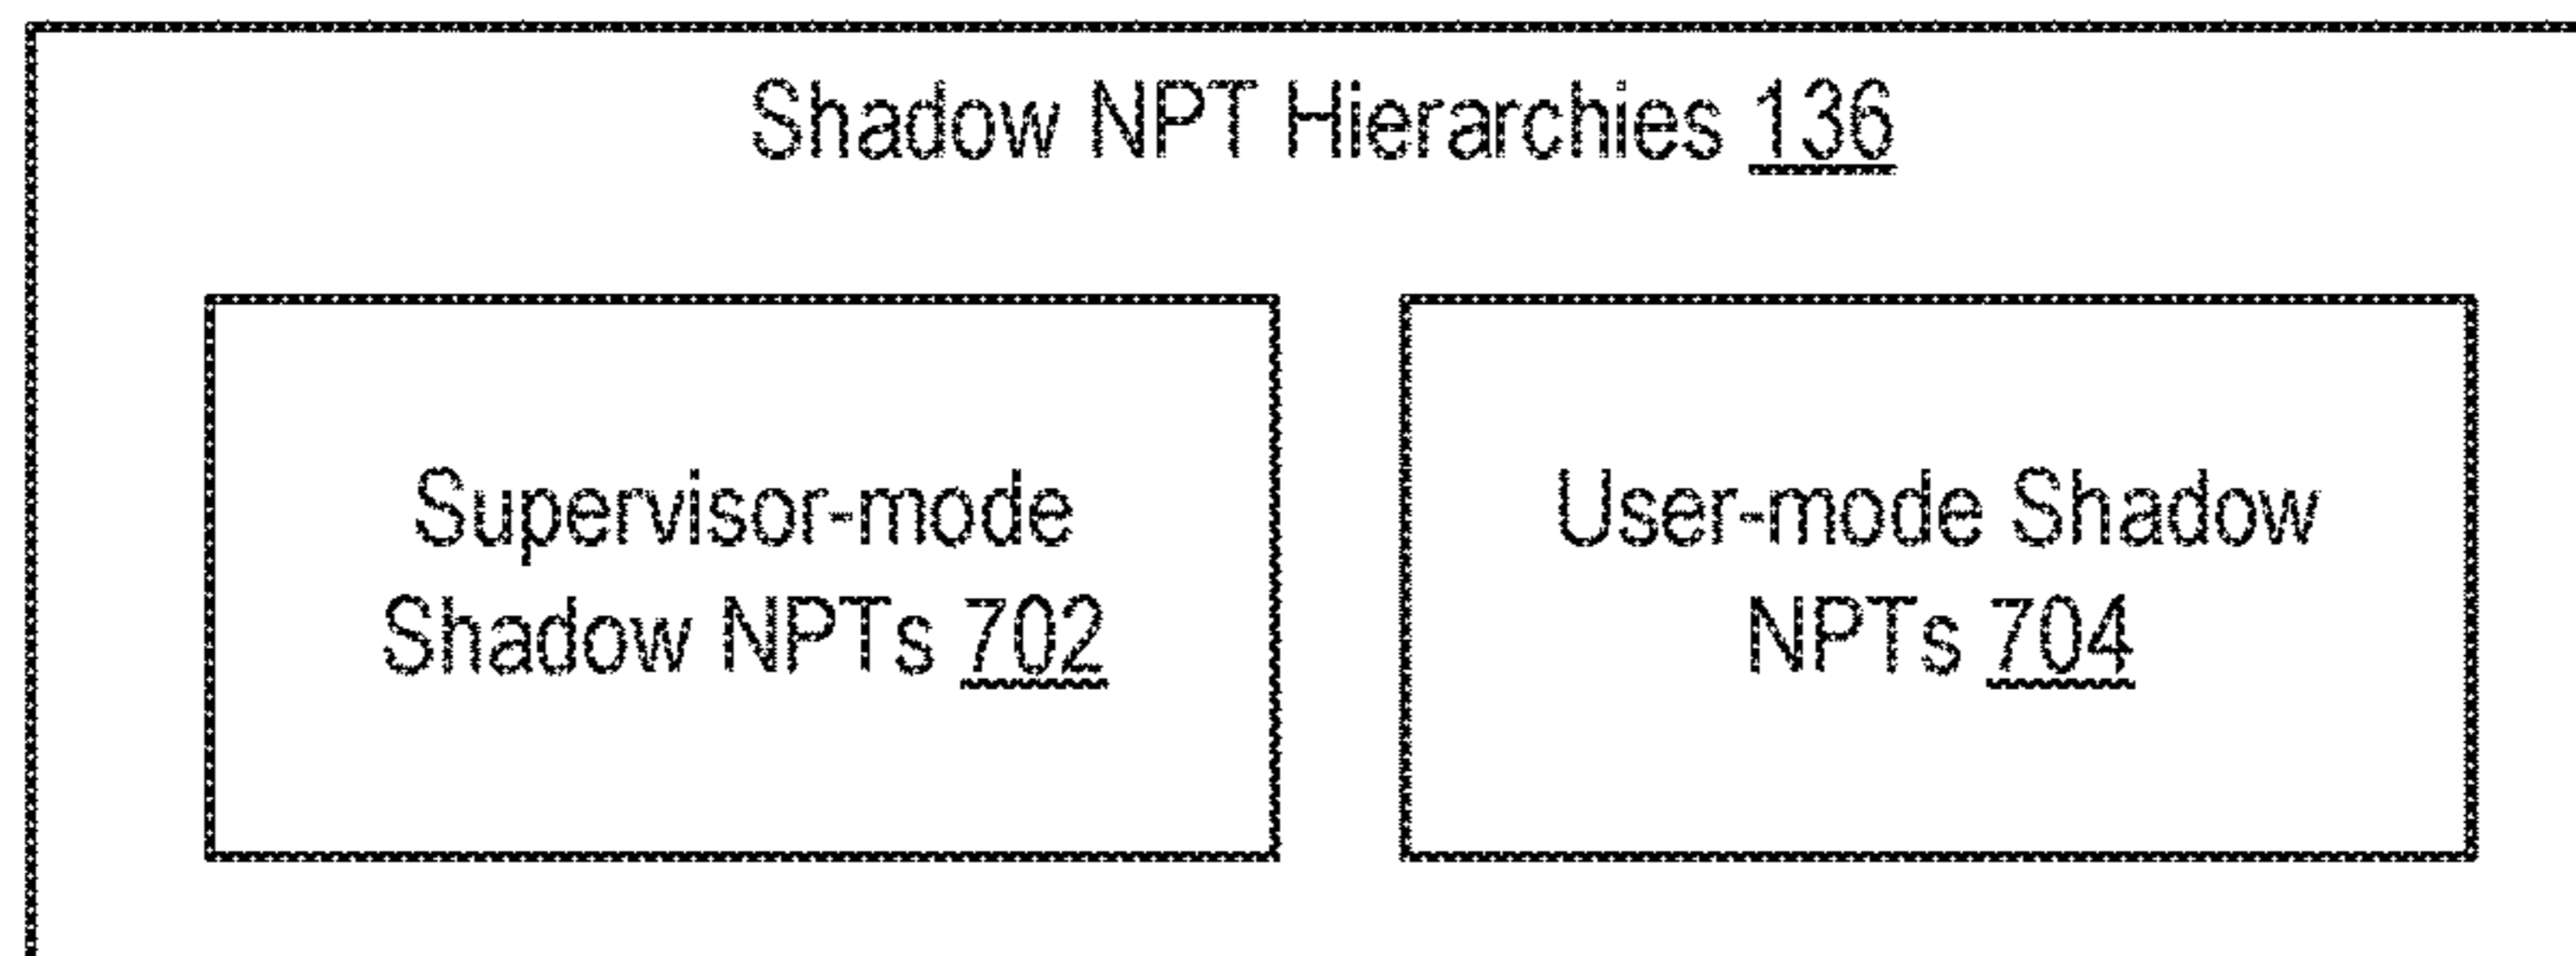 Shadow NPT Hierarchies 136
Supervisor-mode
Shadow NPTs 702
User-mode Shadow
NPTs 704